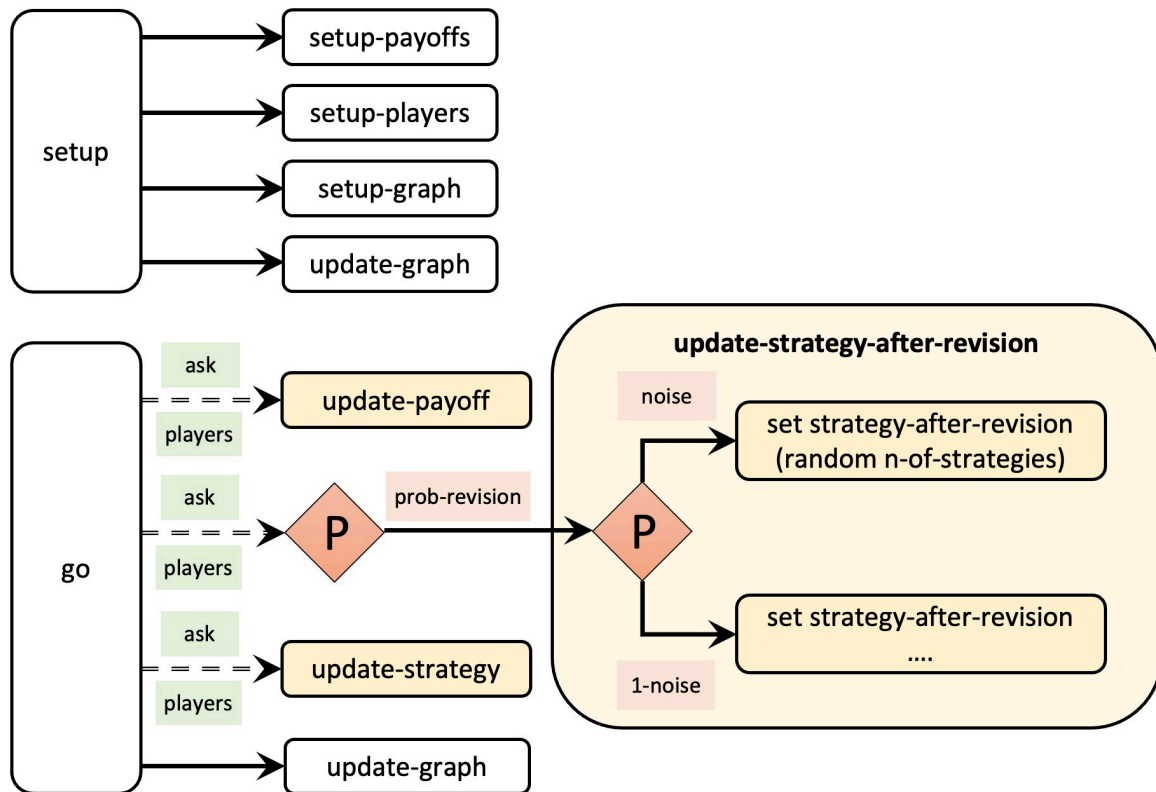 setup
setup-payoffs
setup-players
setup-graph
update-graph
go
ask
players
update-payoff
ask
players
P
prob-revision
update-strategy-after-revision
P
noise
set strategy-after-revision
(random n-of-strategies)
1-noise
set strategy-after-revision
....
ask
players
update-strategy
update-graph